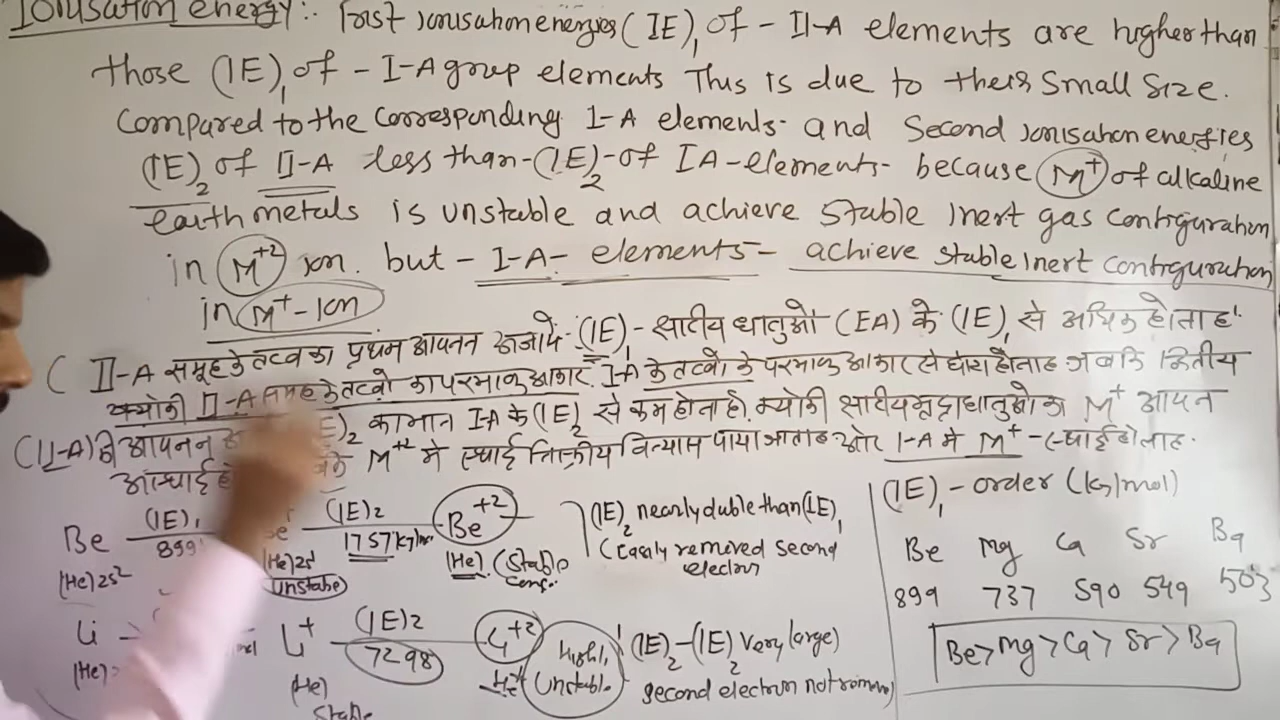 Ionisation energy:. First Ionisation energies (IE)₁ of - II-A elements are higher than
those (IE)₁ of - I-A group elements This is due to their Small Size.
Compared to the corresponding I-A elements. and Second ionisation energies
(IE)₂ of II-A less than-(IE)₂-of IA-elements- because M⁺ of alkaline
earth metals is unstable and achieve stable inert gas configuration
in M⁺² ion. but - I-A- elements- achieve stable inert configuration
in M⁺-ion
( II-A समूह के तत्व का प्रथम आयनन (IE)₁- क्षारीय धातुओ (IA) के (IE)₁ से अधिक होता है
क्योकी II-A समूह के तत्वो का परमाणु आकार I-A के तत्वो के परमाणु आकार से छोटा होता है जबकि द्वितीय
(II-A) आयनन (IE)₂ का मान I-A के (IE)₂ से कम होता है. क्योकी क्षारीय मृदा धातुओ का M⁺ आयन
M⁺² मे स्थाई विन्यास पाया जाता है और I-A मे M⁺-स्थाई होता है.
Be (IE)₁ 899 (IE)₂ 1757 Be⁺²
(He)2s² (He)2s¹ unstabe (He) (Stable Conf.
(IE)₂ nearly duble than (IE)₁
(Easily removed second
electron
Li Li⁺ (IE)₂ 7298 Li⁺² highly Unstable
(He) Stable
(IE)₂-(IE)₂ very large)
second electron not
(IE)₁-order (kJ/mol)
Be Mg Ca Sr Ba
899 737 590 549 503
Be>Mg>Ca>Sr>Ba